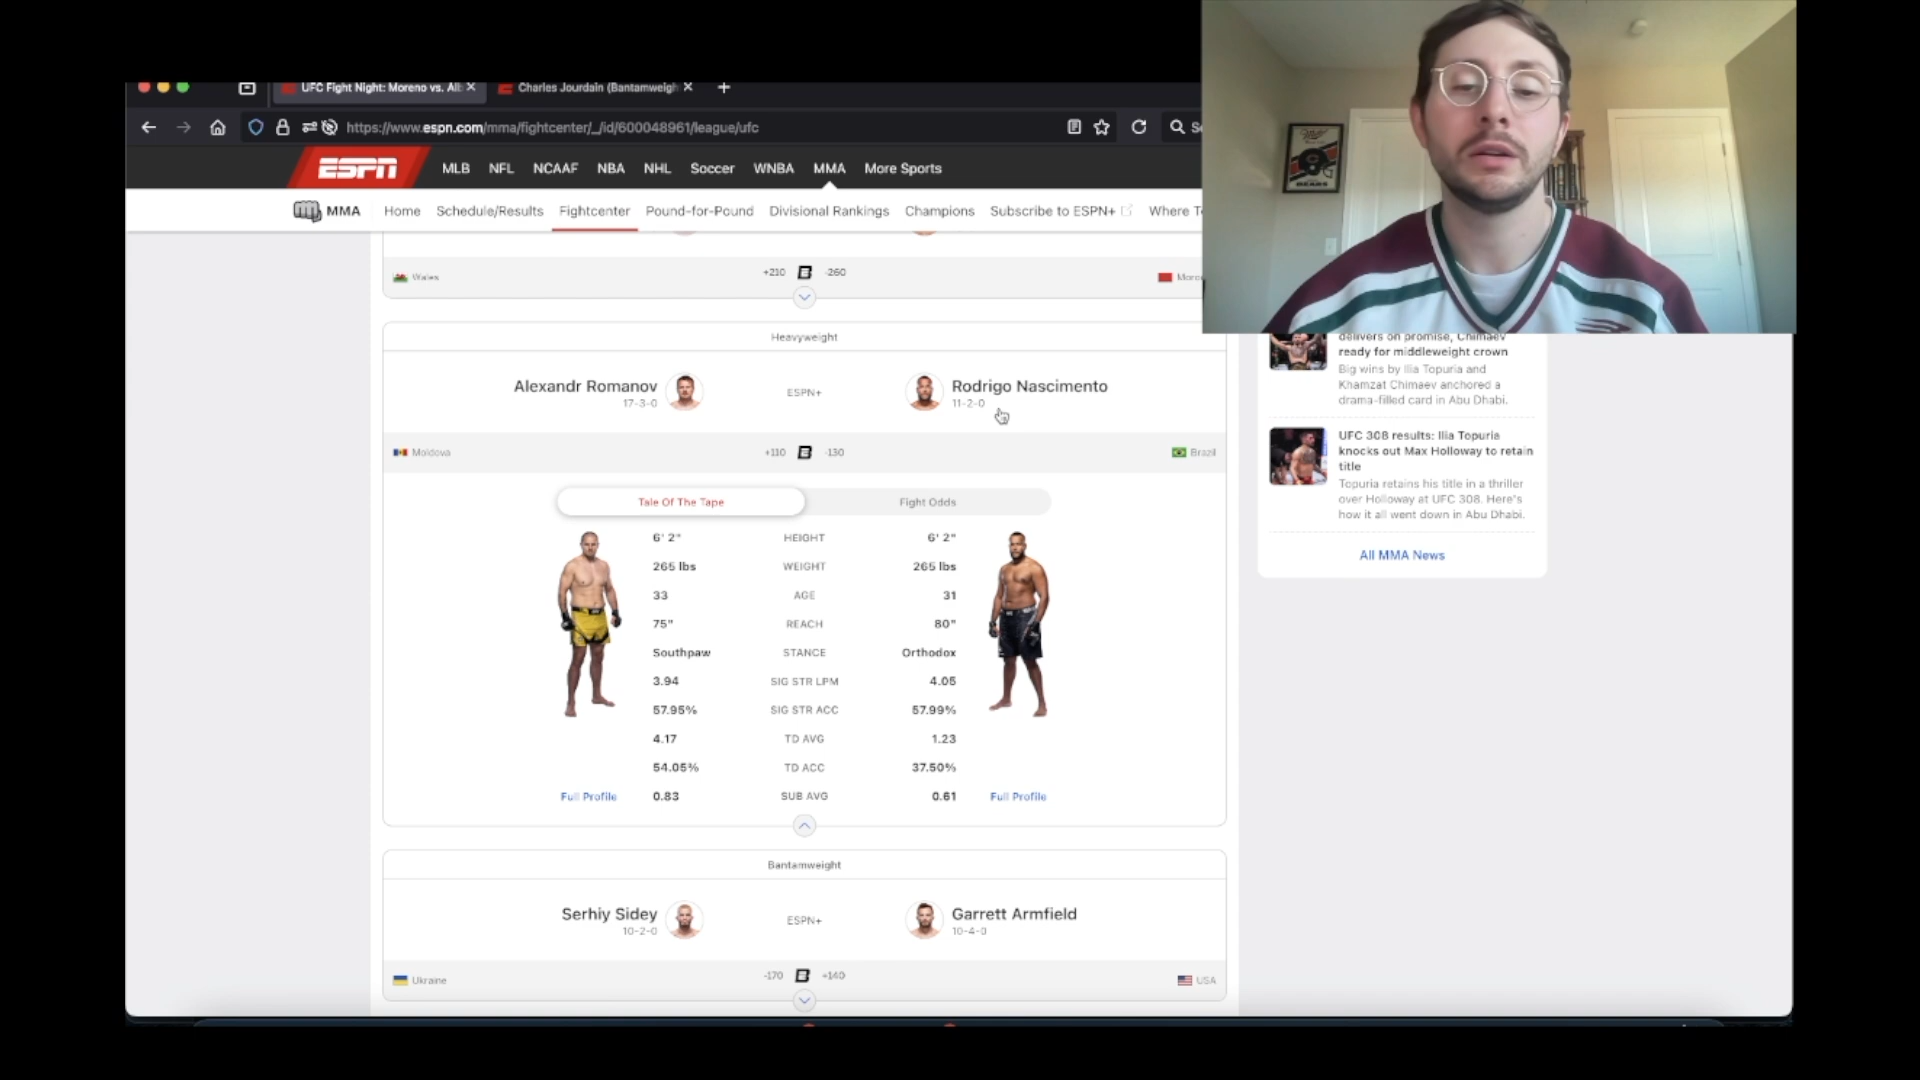 UFC Fight Night: Moreno vs. Alb
Charles Jourdain (Bantamweigh
https://www.espn.com/mma/fightcenter/_/id/600048961/league/ufc
ESPN MLB NFL NCAAF NBA NHL Soccer WNBA MMA More Sports
MMA Home Schedule/Results Fightcenter Pound-for-Pound Divisional Rankings Champions Subscribe to ESPN+ Where T
Wales +210 B -260 Moro
Heavyweight
Alexandr Romanov ESPN+ Rodrigo Nascimento
17-3-0 11-2-0
Moldova +110 B -130 Brazil
Tale Of The Tape Fight Odds
6' 2" HEIGHT 6' 2"
265 lbs WEIGHT 265 lbs
33 AGE 31
75" REACH 80"
Southpaw STANCE Orthodox
3.94 SIG STR LPM 4.05
57.95% SIG STR ACC 57.99%
4.17 TD AVG 1.23
54.05% TD ACC 37.50%
Full Profile 0.83 SUB AVG 0.61 Full Profile
Bantamweight
Serhiy Sidey ESPN+ Garrett Armfield
10-2-0 10-4-0
Ukraine -170 B +140 USA
BEARS
delivers on promise, Chimaev
ready for middleweight crown
Big wins by Ilia Topuria and
Khamzat Chimaev anchored a
drama-filled card in Abu Dhabi.
UFC 308 results: Ilia Topuria
knocks out Max Holloway to retain
title
Topuria retains his title in a thriller
over Holloway at UFC 308. Here's
how it all went down in Abu Dhabi.
All MMA News